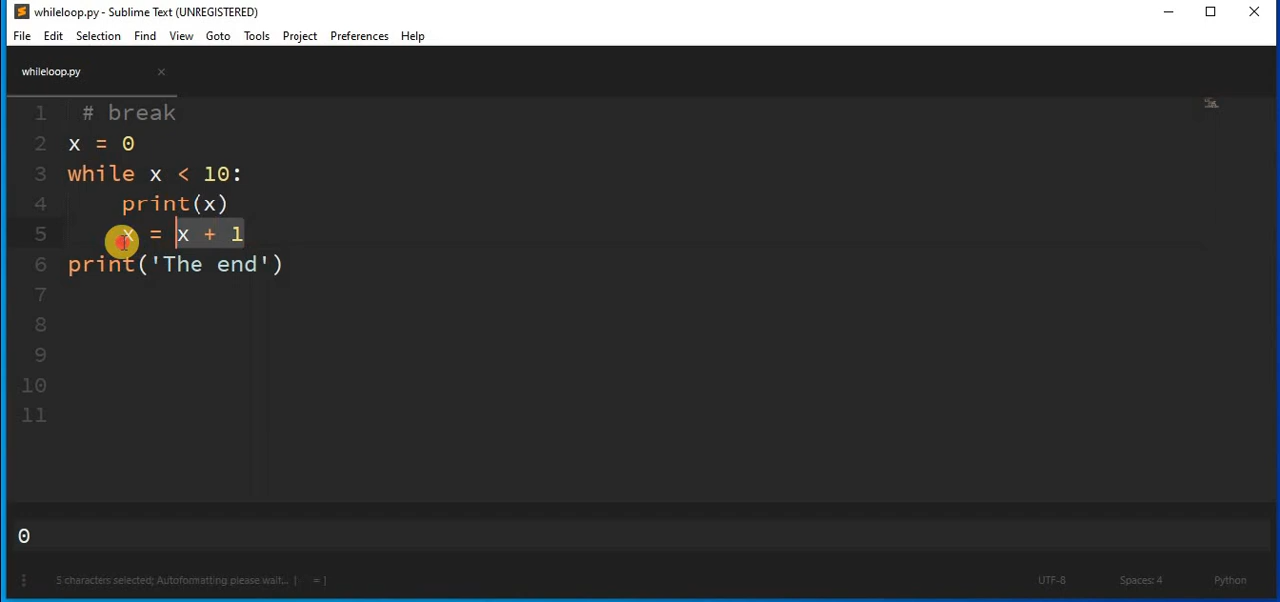 whileloop.py - Sublime Text (UNREGISTERED)
File Edit Selection Find View Goto Tools Project Preferences Help
whileloop.py
1 # break
2 x = 0
3 while x < 10:
4 print(x)
5 x = x + 1
6 print('The end')
7
8
9
10
11
0
5 characters selected; Autoformatting please wait... | = | UTF-8 Spaces: 4 Python